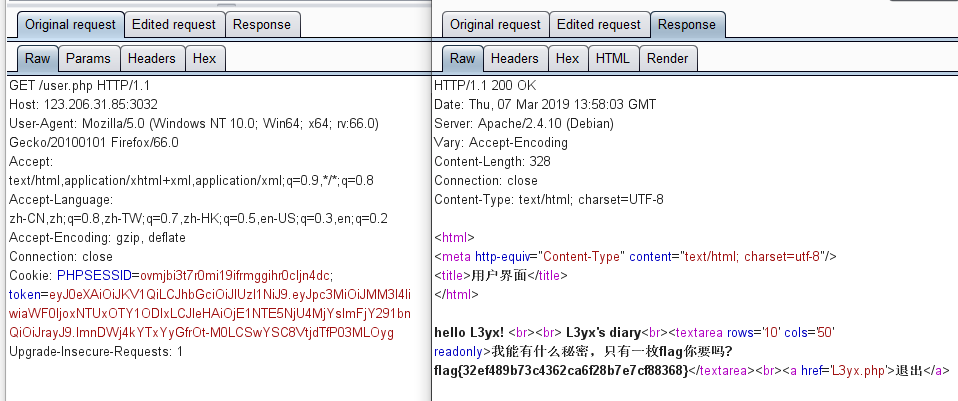 Original request
Edited request
Response
Raw
Params
Headers
Hex
GET /user.php HTTP/1.1
Host: 123.206.31.85:3032
User-Agent: Mozilla/5.0 (Windows NT 10.0; Win64; x64; rv:66.0)
Gecko/20100101 Firefox/66.0
Accept:
text/html,application/xhtml+xml,application/xml;q=0.9,*/*;q=0.8
Accept-Language:
zh-CN,zh;q=0.8,zh-TW;q=0.7,zh-HK;q=0.5,en-US;q=0.3,en;q=0.2
Accept-Encoding: gzip, deflate
Connection: close
Cookie: PHPSESSID=ovmjbi3t7r0mi19ifrmggihr0cljn4dc;
token=eyJ0eXAiOiJKV1QiLCJhbGciOiJIUzI1NiJ9.eyJpc3MiOiJMM3l4Ii
wiaWF0IjoxNTUxOTY1ODIxLCJleHAiOjE1NTE5NjU4MjYsImFjY291bn
QiOiJrayJ9.ImnDWj4kYTxYyGfrOt-M0LCSwYSC8VtjdTfP03MLOyg
Upgrade-Insecure-Requests: 1
Original request
Edited request
Response
Raw
Headers
Hex
HTML
Render
HTTP/1.1 200 OK
Date: Thu, 07 Mar 2019 13:58:03 GMT
Server: Apache/2.4.10 (Debian)
Vary: Accept-Encoding
Content-Length: 328
Connection: close
Content-Type: text/html; charset=UTF-8
<html>
<meta http-equiv="Content-Type" content="text/html; charset=utf-8"/>
<title>用户界面</title>
</html>
hello L3yx! <br><br> L3yx's diary<br><textarea rows='10' cols='50'
readonly>我能有什么秘密，只有一枚flag你要吗?
flag{32ef489b73c4362ca6f28b7e7cf88368}</textarea><br><a href='L3yx.php'>退出</a>